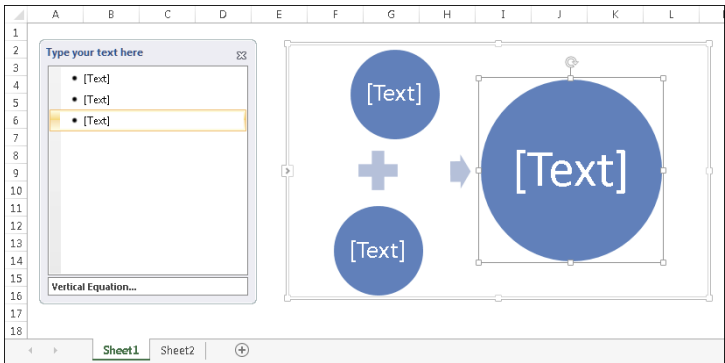 A B C D E F G H I J K L
1
2
3
4
5
6
7
8
9
10
11
12
13
14
15
16
17
18
Type your text here
[Text]
[Text]
[Text]
Vertical Equation...
[Text]
[Text]
[Text]
Sheet1 Sheet2